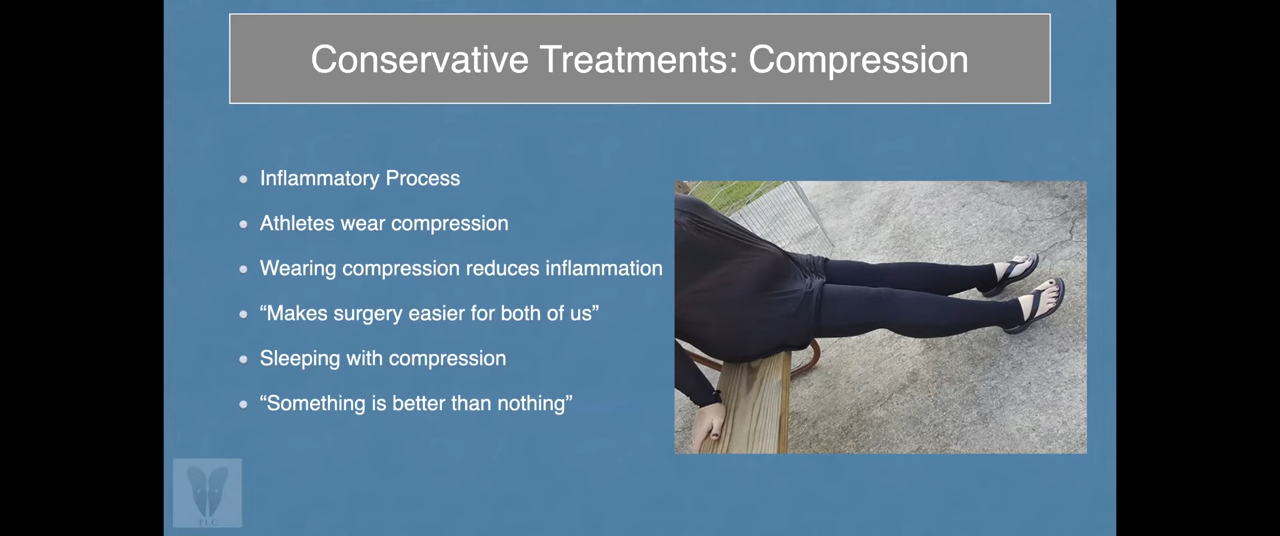 Conservative Treatments: Compression
Inflammatory Process
Athletes wear compression
Wearing compression reduces inflammation
“Makes surgery easier for both of us”
Sleeping with compression
“Something is better than nothing”
TLC